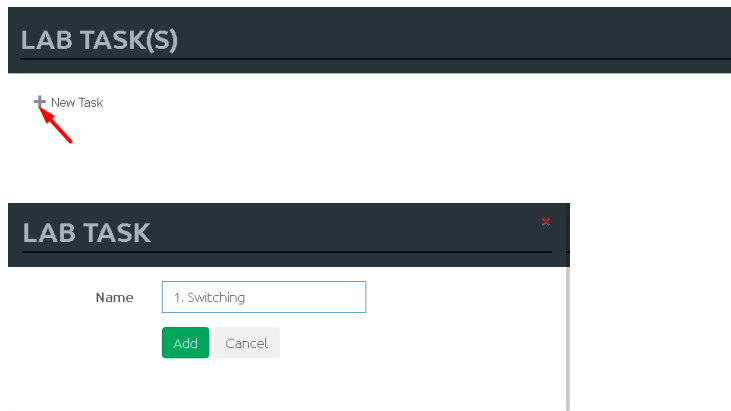 LAB TASK(S)
New Task
LAB TASK
Name 1. Switching
Add Cancel